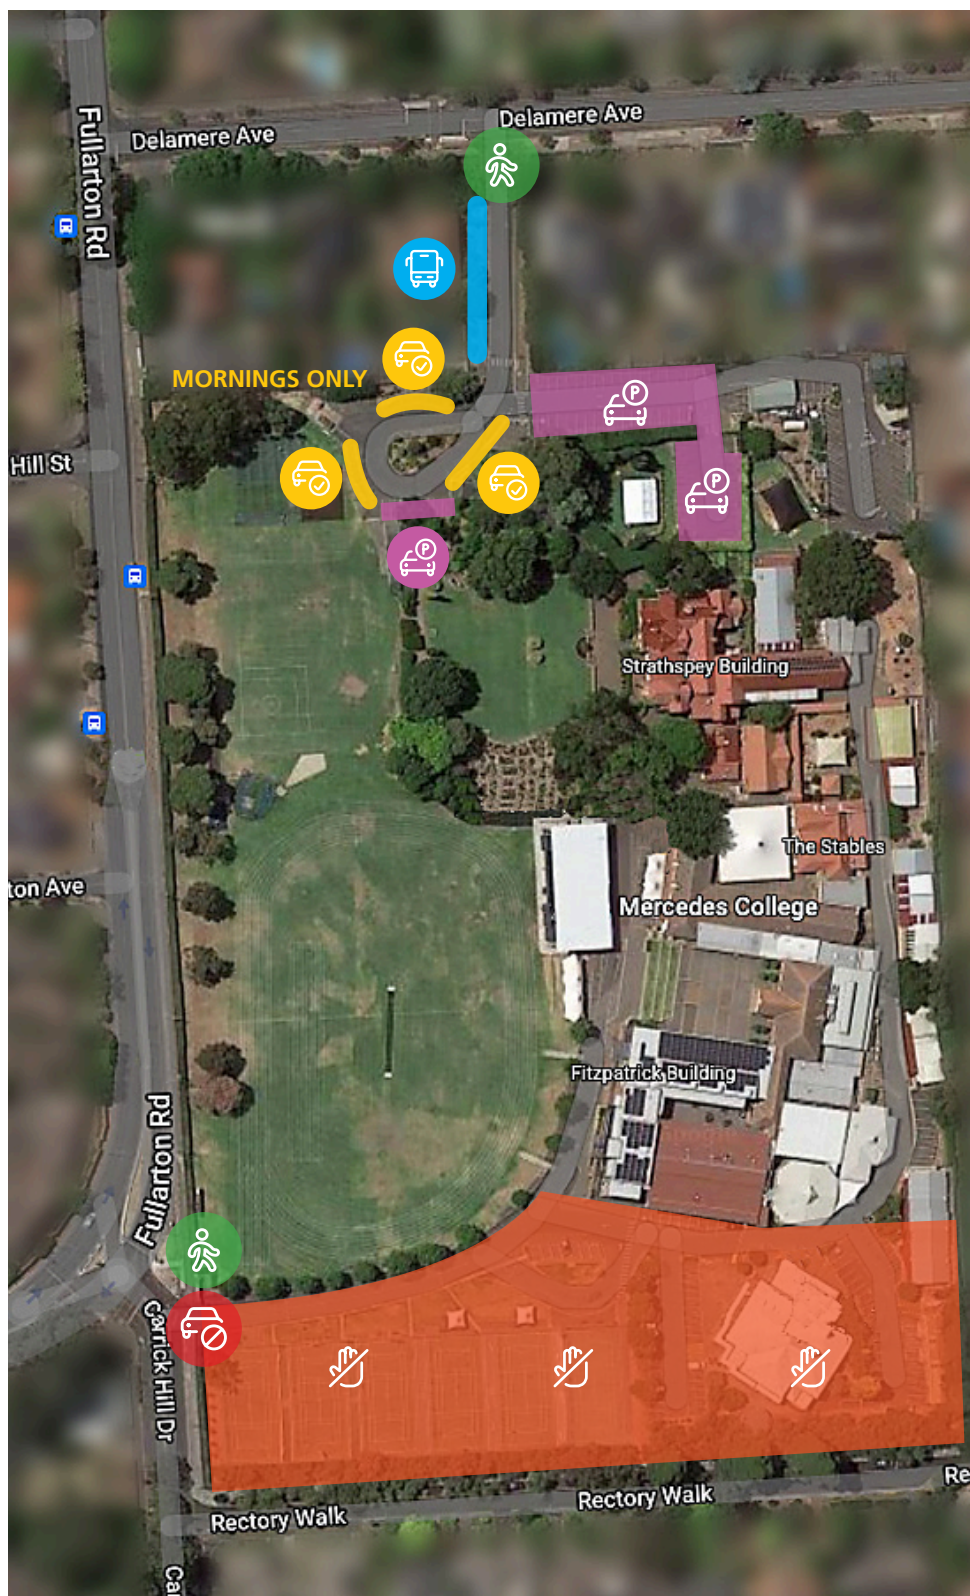 Delamere Ave
Delamere Ave
Fullarton Rd
MORNINGS ONLY
P
Hill St
P
P
Strathspey Building
The Stables
ton Ave
Mercedes College
Fitzpatrick Building
Fullarton Rd
Carrick Hill Dr
Rectory Walk
Rectory Walk
Re
Ca